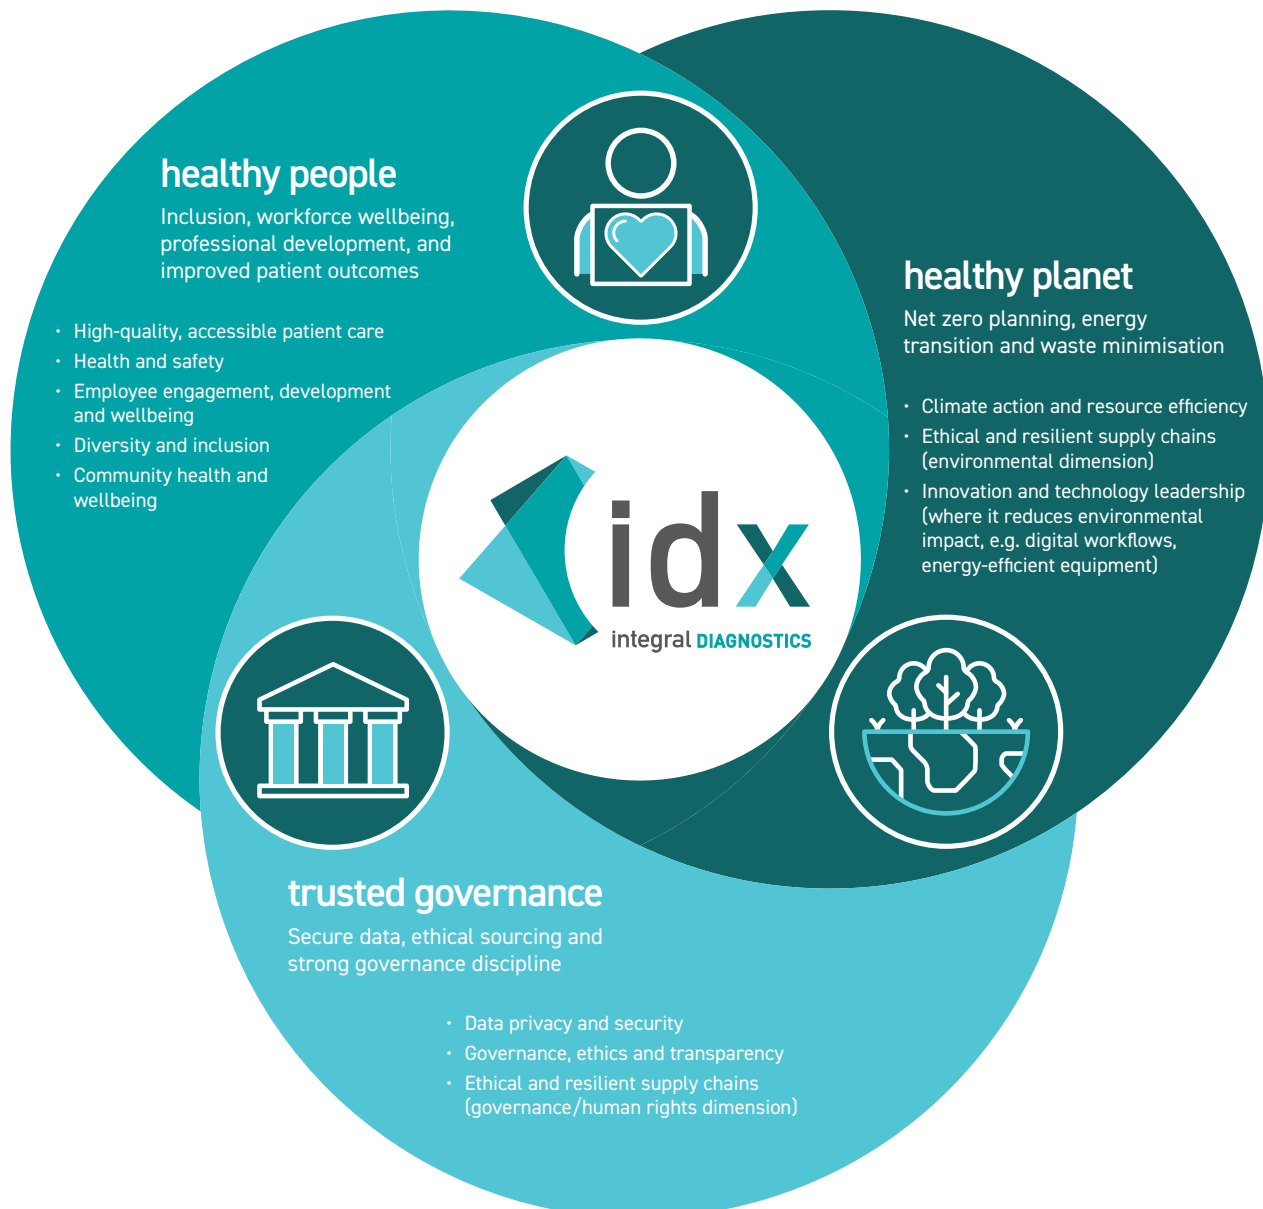 healthy people
Inclusion, workforce wellbeing,
professional development, and
improved patient outcomes
• High-quality, accessible patient care
• Health and safety
• Employee engagement, development
and wellbeing
• Diversity and inclusion
• Community health and
wellbeing
healthy planet
Net zero planning, energy
transition and waste minimisation
• Climate action and resource efficiency
• Ethical and resilient supply chains
(environmental dimension)
• Innovation and technology leadership
(where it reduces environmental
impact, e.g. digital workflows,
energy-efficient equipment)
idx
integral DIAGNOSTICS
trusted governance
Secure data, ethical sourcing and
strong governance discipline
• Data privacy and security
• Governance, ethics and transparency
• Ethical and resilient supply chains
(governance/human rights dimension)